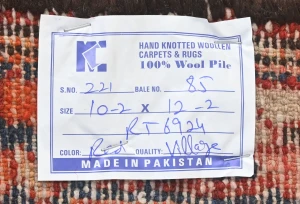 HAND KNOTTED WOOLLEN
CARPETS & RUGS
100% Wool Pile
S.NO. 221 BALE NO. 85
SIZE 10-2 x 12-2
RT 6924
COLOR: Red QUALITY: Village
MADE IN PAKISTAN